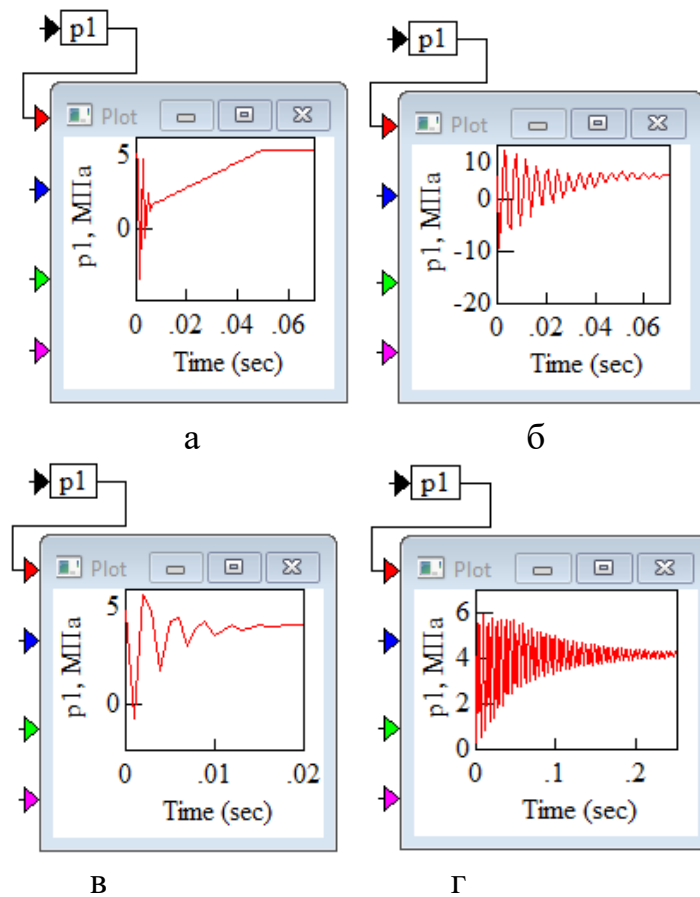 p1
Plot
p1, МПа
5
0
0 .02 .04 .06
Time (sec)
а
p1
Plot
p1, МПа
10
0
-10
-20
0 .02 .04 .06
Time (sec)
б
p1
Plot
p1, МПа
5
0
0 .01 .02
Time (sec)
в
p1
Plot
p1, МПа
6
4
2
0
0 .1 .2
Time (sec)
г